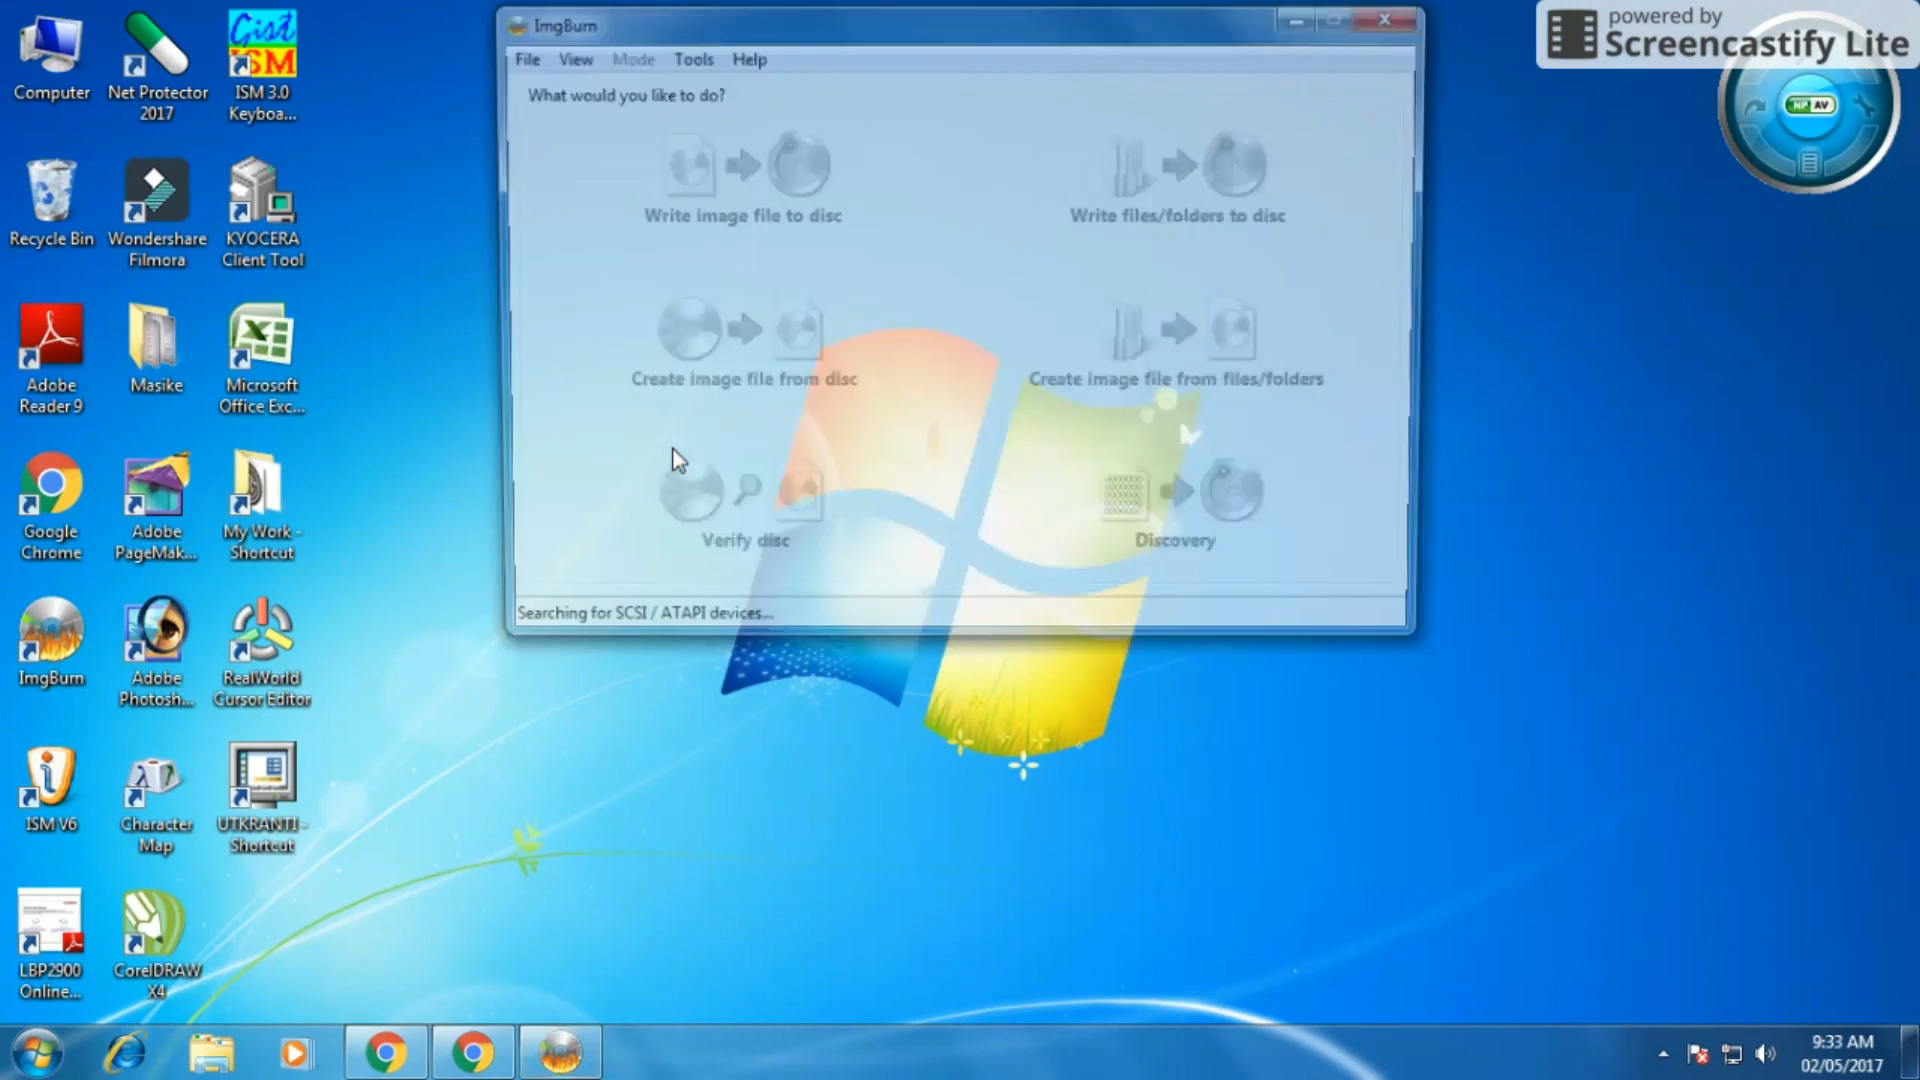 Computer
Net Protector
2017
Gist
ISM
ISM 3.0
Keyboa...
Recycle Bin
Wondershare
Filmora
KYOCERA
Client Tool
Adobe
Reader 9
Masike
Microsoft
Office Exc...
Google
Chrome
Adobe
PageMak...
My Work -
Shortcut
ImgBurn
Adobe
Photosh...
RealWorld
Cursor Editor
ISM V6
Character
Map
UTKRANTI -
Shortcut
LBP2900
Online...
CorelDRAW
X4
ImgBurn
File View Mode Tools Help
What would you like to do?
Write image file to disc
Write files/folders to disc
Create image file from disc
Create image file from files/folders
Verify disc
Discovery
Searching for SCSI / ATAPI devices...
powered by
Screencastify Lite
NP AV
9:33 AM
02/05/2017